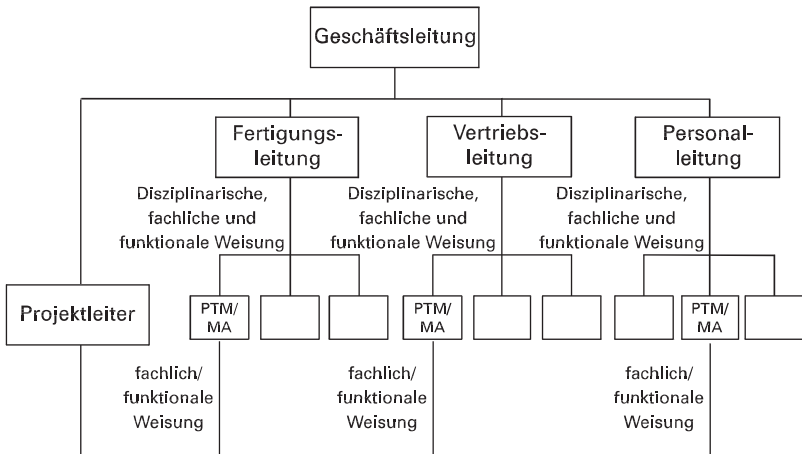 Geschäftsleitung
Fertigungs-
leitung
Vertriebs-
leitung
Personal-
leitung
Disziplinarische,
fachliche und
funktionale Weisung
Disziplinarische,
fachliche und
funktionale Weisung
Disziplinarische,
fachliche und
funktionale Weisung
Projektleiter
PTM/
MA
PTM/
MA
PTM/
MA
fachlich/
funktionale
Weisung
fachlich/
funktionale
Weisung
fachlich/
funktionale
Weisung